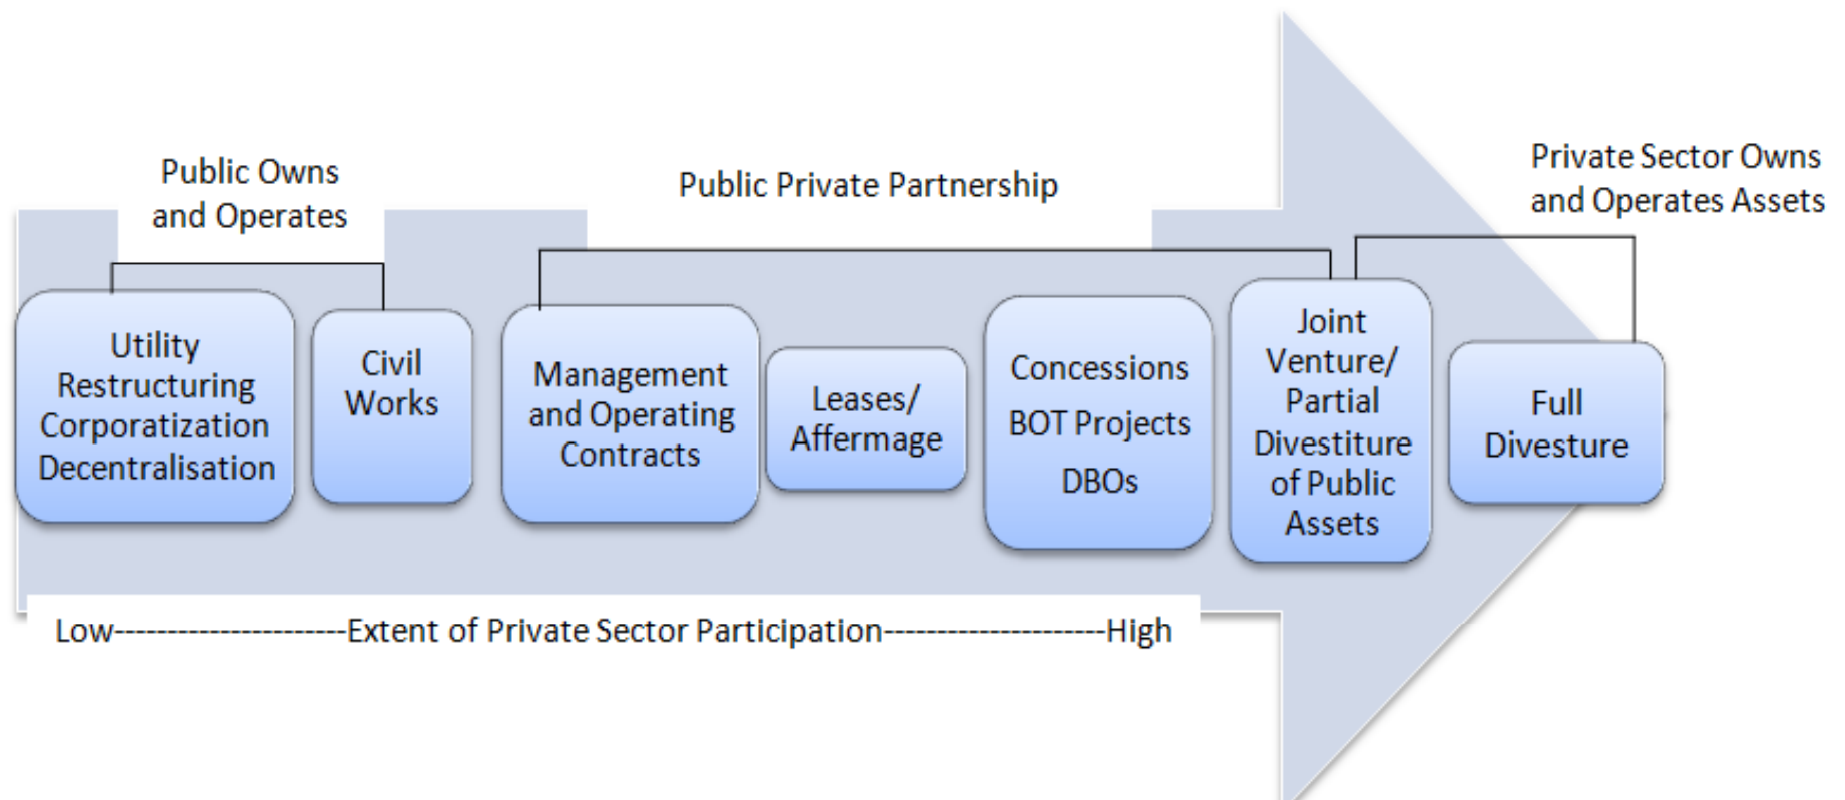 Public Owns
and Operates
Public Private Partnership
Private Sector Owns
and Operates Assets
Utility
Restructuring
Corporatization
Decentralisation
Civil
Works
Management
and Operating
Contracts
Leases/
Affermage
Concessions
BOT Projects
DBOs
Joint
Venture/
Partial
Divestiture
of Public
Assets
Full
Divesture
Low----------------------Extent of Private Sector Participation---------------------High